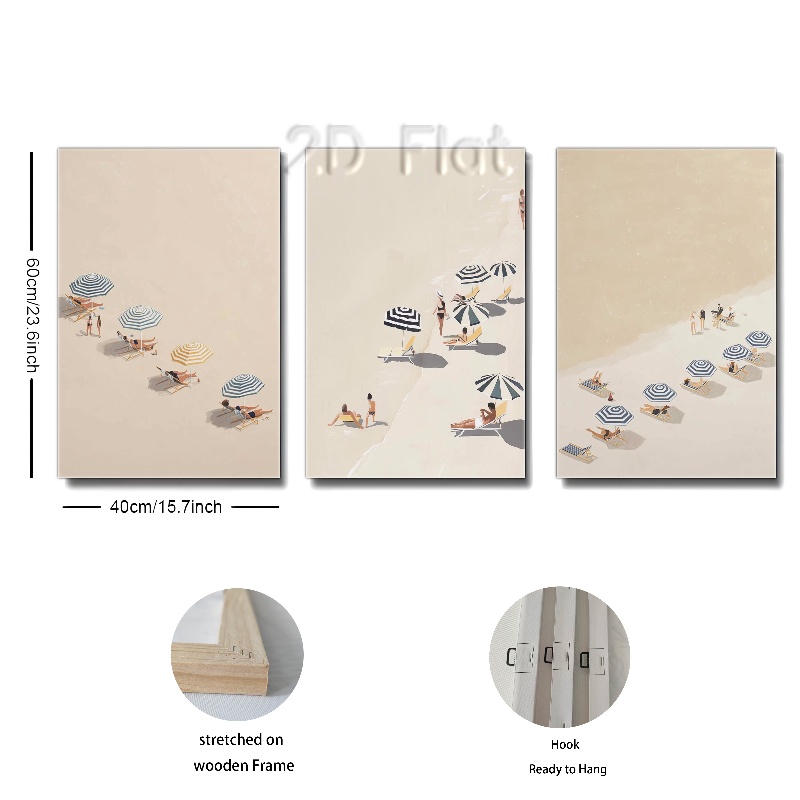 2D Flat
60cm/23.6inch
40cm/15.7inch
stretched on
wooden Frame
Hook
Ready to Hang